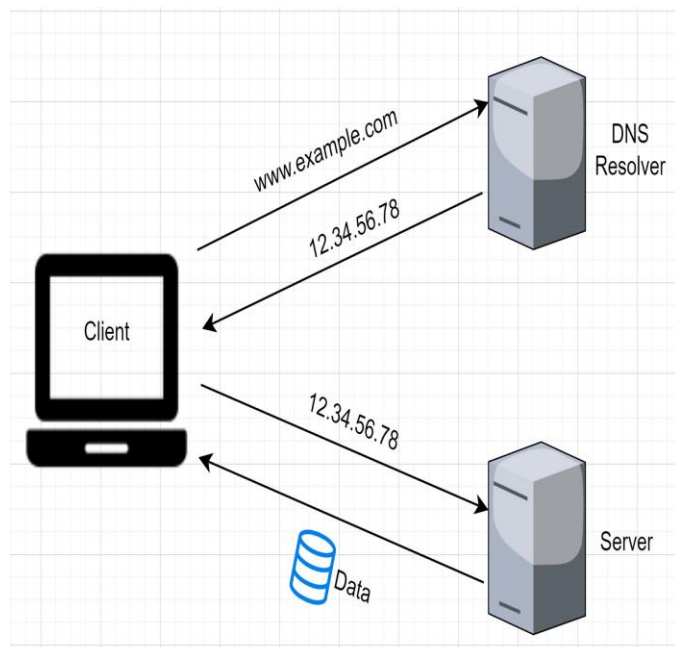 www.example.com
DNS
Resolver
12.34.56.78
Client
12.34.56.78
Server
Data